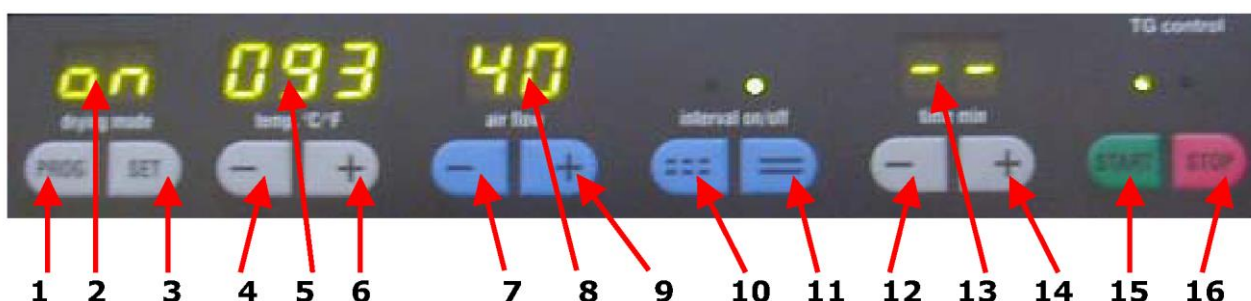 TG control
on 093 40 - -
drying mode temp. °C/°F air flow interval on/off time min
PROG SET - + - + - + START STOP
1 2 3 4 5 6 7 8 9 10 11 12 13 14 15 16